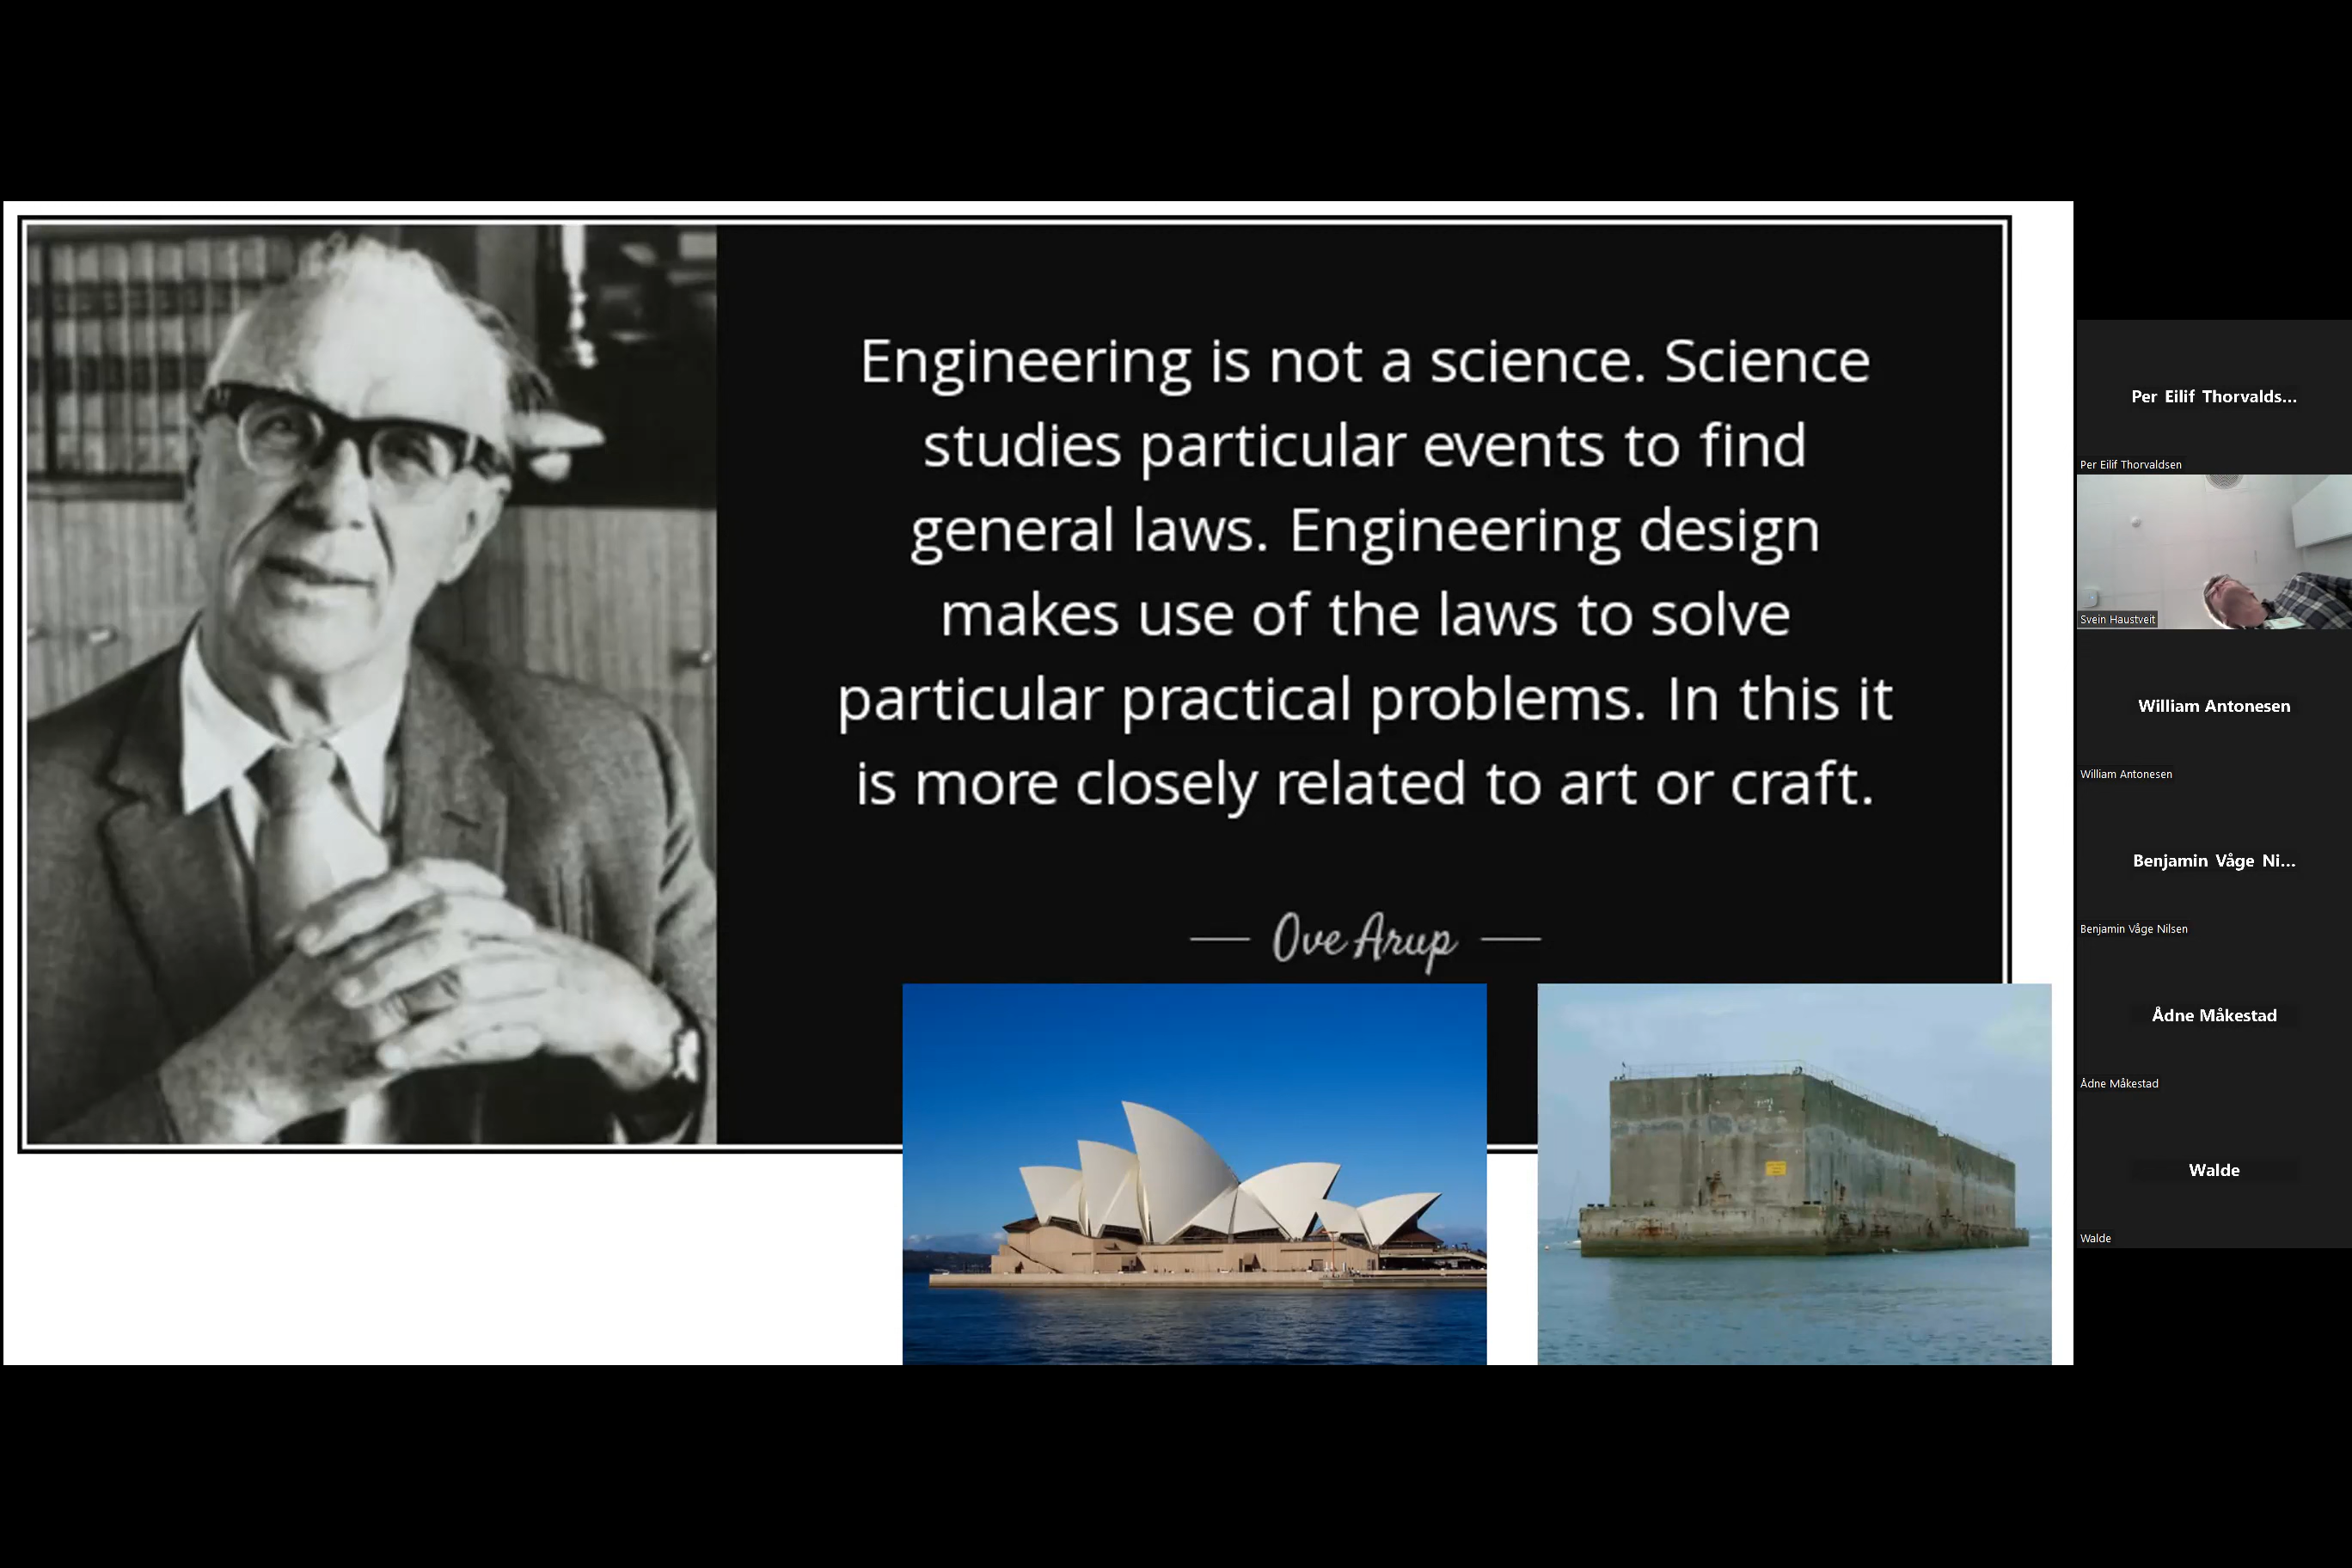 Engineering is not a science. Science
studies particular events to find
general laws. Engineering design
makes use of the laws to solve
particular practical problems. In this it
is more closely related to art or craft.
Ove Arup
Per Eilif Thorvalds...
Per Eilif Thorvaldsen
Svein Haustveit
William Antonesen
William Antonesen
Benjamin Våge Ni...
Benjamin Våge Nilsen
Ådne Måkestad
Ådne Måkestad
Walde
Walde